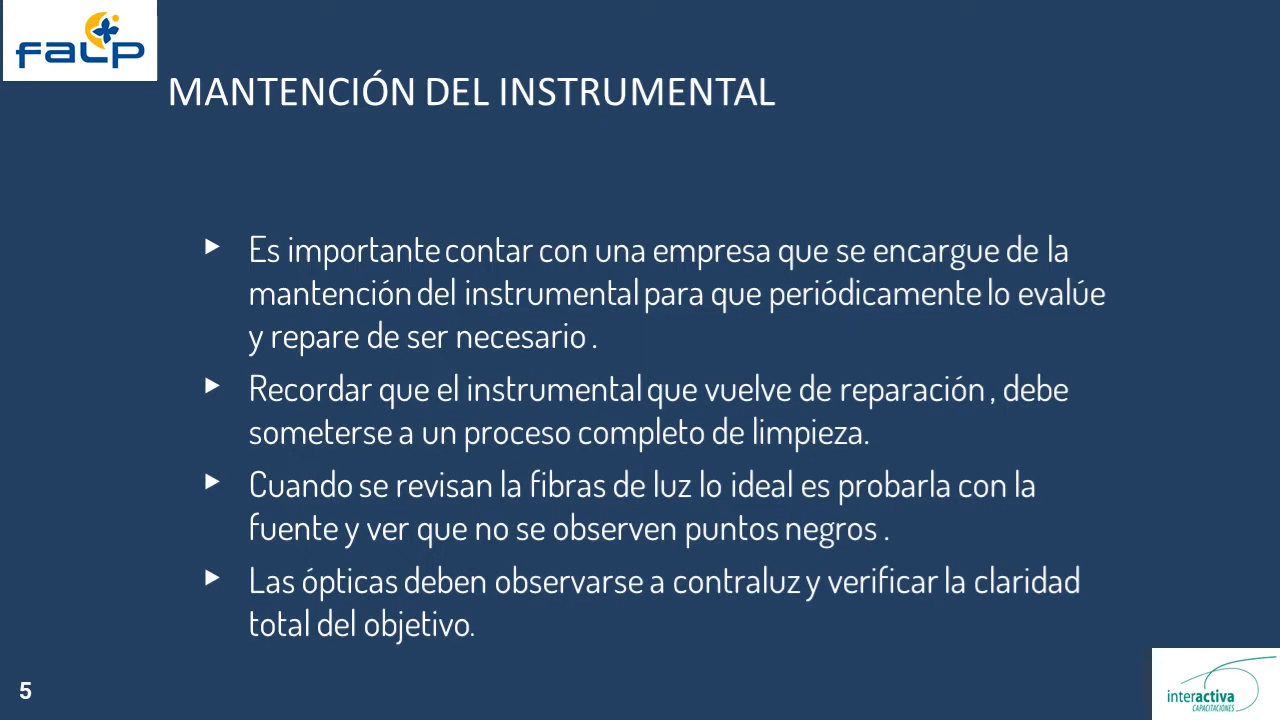 falp
MANTENCIÓN DEL INSTRUMENTAL
Es importante contar con una empresa que se encargue de la
mantención del instrumental para que periódicamente lo evalúe
y repare de ser necesario .
Recordar que el instrumental que vuelve de reparación , debe
someterse a un proceso completo de limpieza.
Cuando se revisan la fibras de luz lo ideal es probarla con la
fuente y ver que no se observen puntos negros .
Las ópticas deben observarse a contraluz y verificar la claridad
total del objetivo.
5
interactiva
CAPACITACIONES